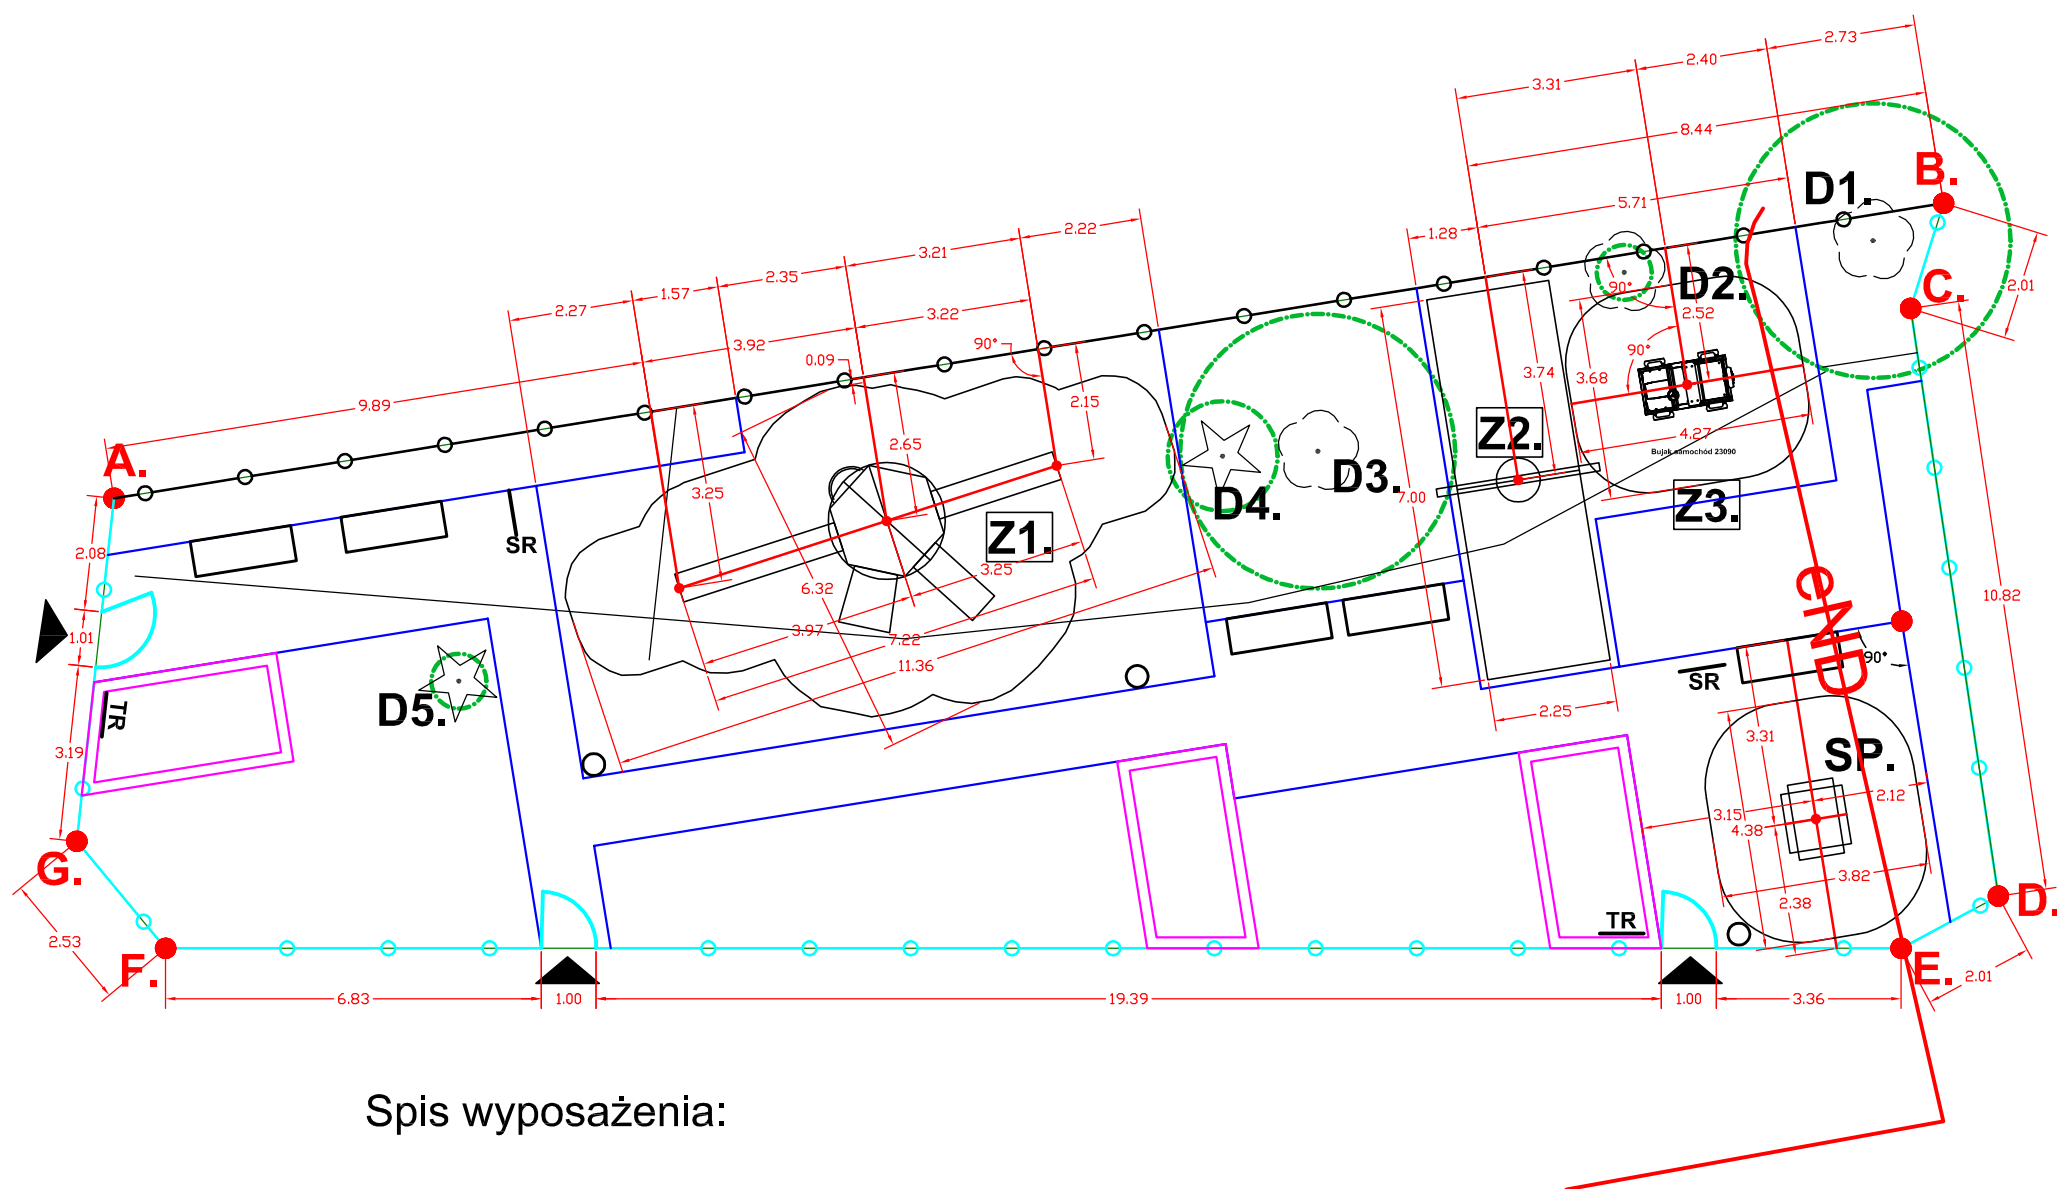 2.73
2.40
3.31
8.44
B.
D1.
5.71
2.22
1.28
3.21
C.
2.35
90°
D2.
2.01
1.57
2.52
2.27
3.22
3.92
0.09
90°
90°
3.74
3.68
2.15
9.89
Z2.
4.27
2.65
Bujak samochód 23090
A.
D3.
3.25
7.00
D4.
Z3.
SR
Z1.
2.08
3.25
6.32
eND
10.82
1.01
3.97
7.22
90°
11.36
SR
D5.
2.25
TR
3.31
3.19
SP.
2.12
3.15
4.38
G.
3.82
D.
2.38
TR
2.53
F.
E.
2.01
6.83
1.00
19.39
1.00
3.36
Spis wyposażenia: